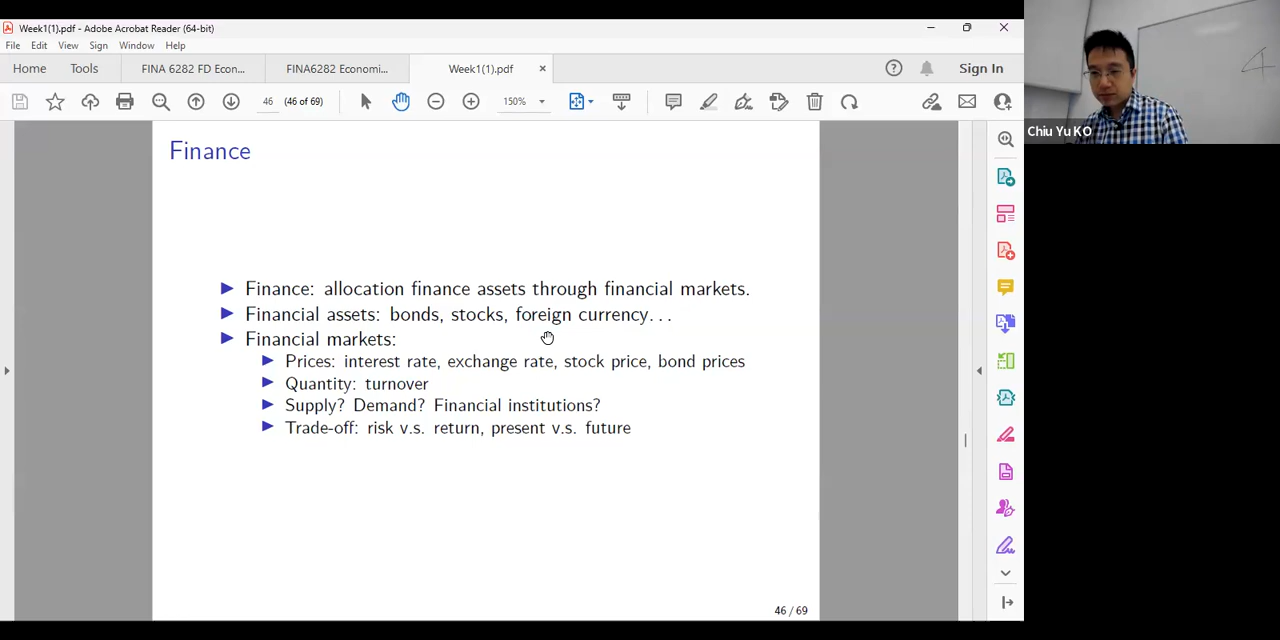 Week1(1).pdf - Adobe Acrobat Reader (64-bit)
File Edit View Sign Window Help
Home Tools FINA 6282 FD Econ... FINA6282 Economi... Week1(1).pdf × Sign In
46 (46 of 69) 150%
4
Chiu Yu KO
Finance
Finance: allocation finance assets through financial markets.
Financial assets: bonds, stocks, foreign currency...
Financial markets:
Prices: interest rate, exchange rate, stock price, bond prices
Quantity: turnover
Supply? Demand? Financial institutions?
Trade-off: risk v.s. return, present v.s. future
46 / 69